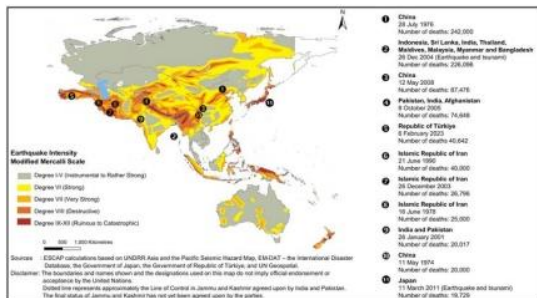 Earthquake Intensity
Modified Mercalli Scale
Degree I-V (Instrumental to Rather Strong)
Degree VI (Strong)
Degree VII (Very Strong)
Degree VIII (Destructive)
Degree IX-XII (Ruinous to Catastrophic)
0 500 1,000 Kilometres
N
1 China
28 July 1976
Number of deaths: 242,000
2 Indonesia, Sri Lanka, India, Thailand,
Maldives, Malaysia, Myanmar and Bangladesh
26 Dec 2004 (Earthquake and tsunami)
Number of deaths: 226,096
3 China
12 May 2008
Number of deaths: 87,476
4 Pakistan, India, Afghanistan
8 October 2005
Number of deaths: 74,648
5 Republic of Türkiye
6 February 2023
Number of deaths: 40,642
6 Islamic Republic of Iran
21 June 1990
Number of deaths: 40,000
7 Islamic Republic of Iran
26 December 2003
Number of deaths: 26,796
8 Islamic Republic of Iran
16 June 1978
Number of deaths: 25,000
9 India and Pakistan
26 January 2001
Number of deaths: 20,017
10 China
11 May 1974
Number of deaths: 20,000
11 Japan
11 March 2011 (Earthquake and tsunami)
Number of deaths: 19,729
Sources : ESCAP calculations based on UNDRR Asia and the Pacific Seismic Hazard Map, EM-DAT – the International Disaster
Database, the Government of Japan, the Government of Republic of Türkiye, and UN Geospatial.
Disclaimer: The boundaries and names shown and the designations used on this map do not imply official endorsement or
acceptance by the United Nations.
Dotted line represents approximately the Line of Control in Jammu and Kashmir agreed upon by India and Pakistan.
The final status of Jammu and Kashmir has not yet been agreed upon by the parties.